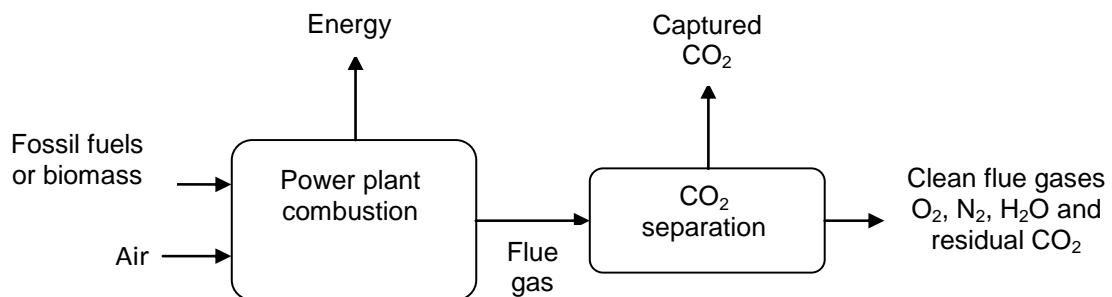 Energy
Captured
CO₂
Fossil fuels
or biomass
Power plant
combustion
CO₂
separation
Clean flue gases
O₂, N₂, H₂O and
residual CO₂
Air
Flue
gas